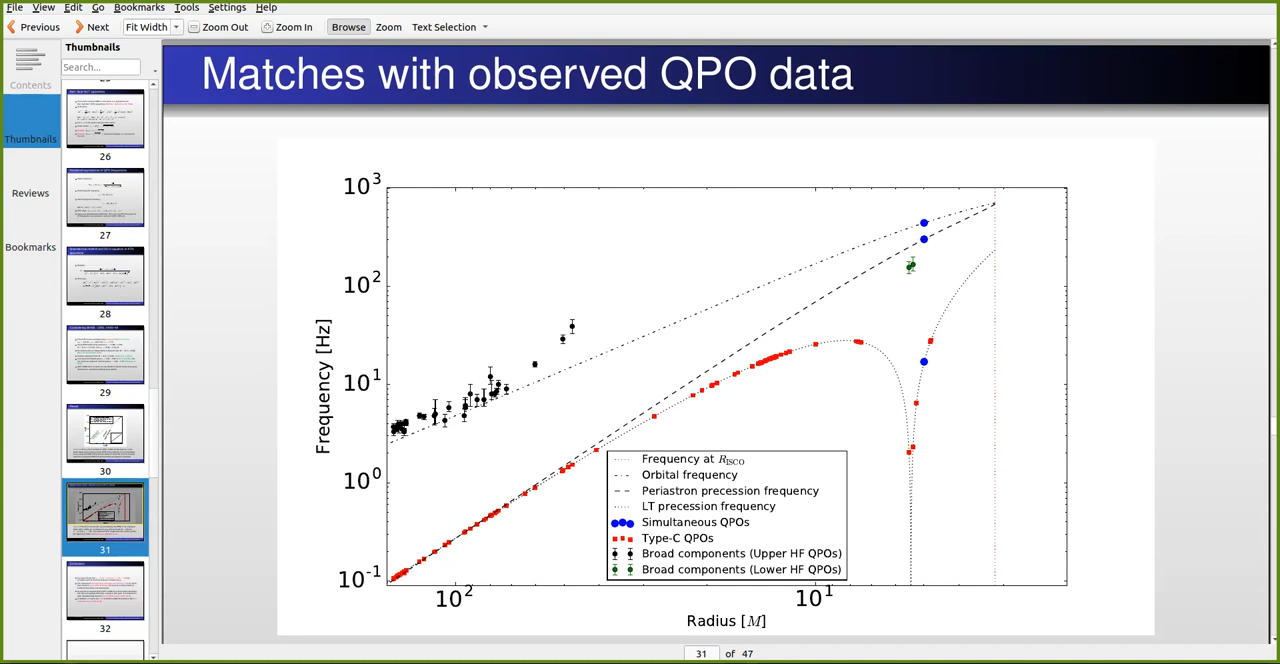 File View Edit Go Bookmarks Tools Settings Help
Previous Next Fit Width Zoom Out Zoom In Browse Zoom Text Selection
Contents
Thumbnails
Reviews
Bookmarks
Thumbnails
Search...
26
27
28
29
30
31
32
Matches with observed QPO data
10³
10²
10¹
10⁰
10⁻¹
Frequency [Hz]
Frequency at R_ISCO
Orbital frequency
Periastron precession frequency
LT precession frequency
Simultaneous QPOs
Type-C QPOs
Broad components (Upper HF QPOs)
Broad components (Lower HF QPOs)
10² 10¹
Radius [M]
31 of 47